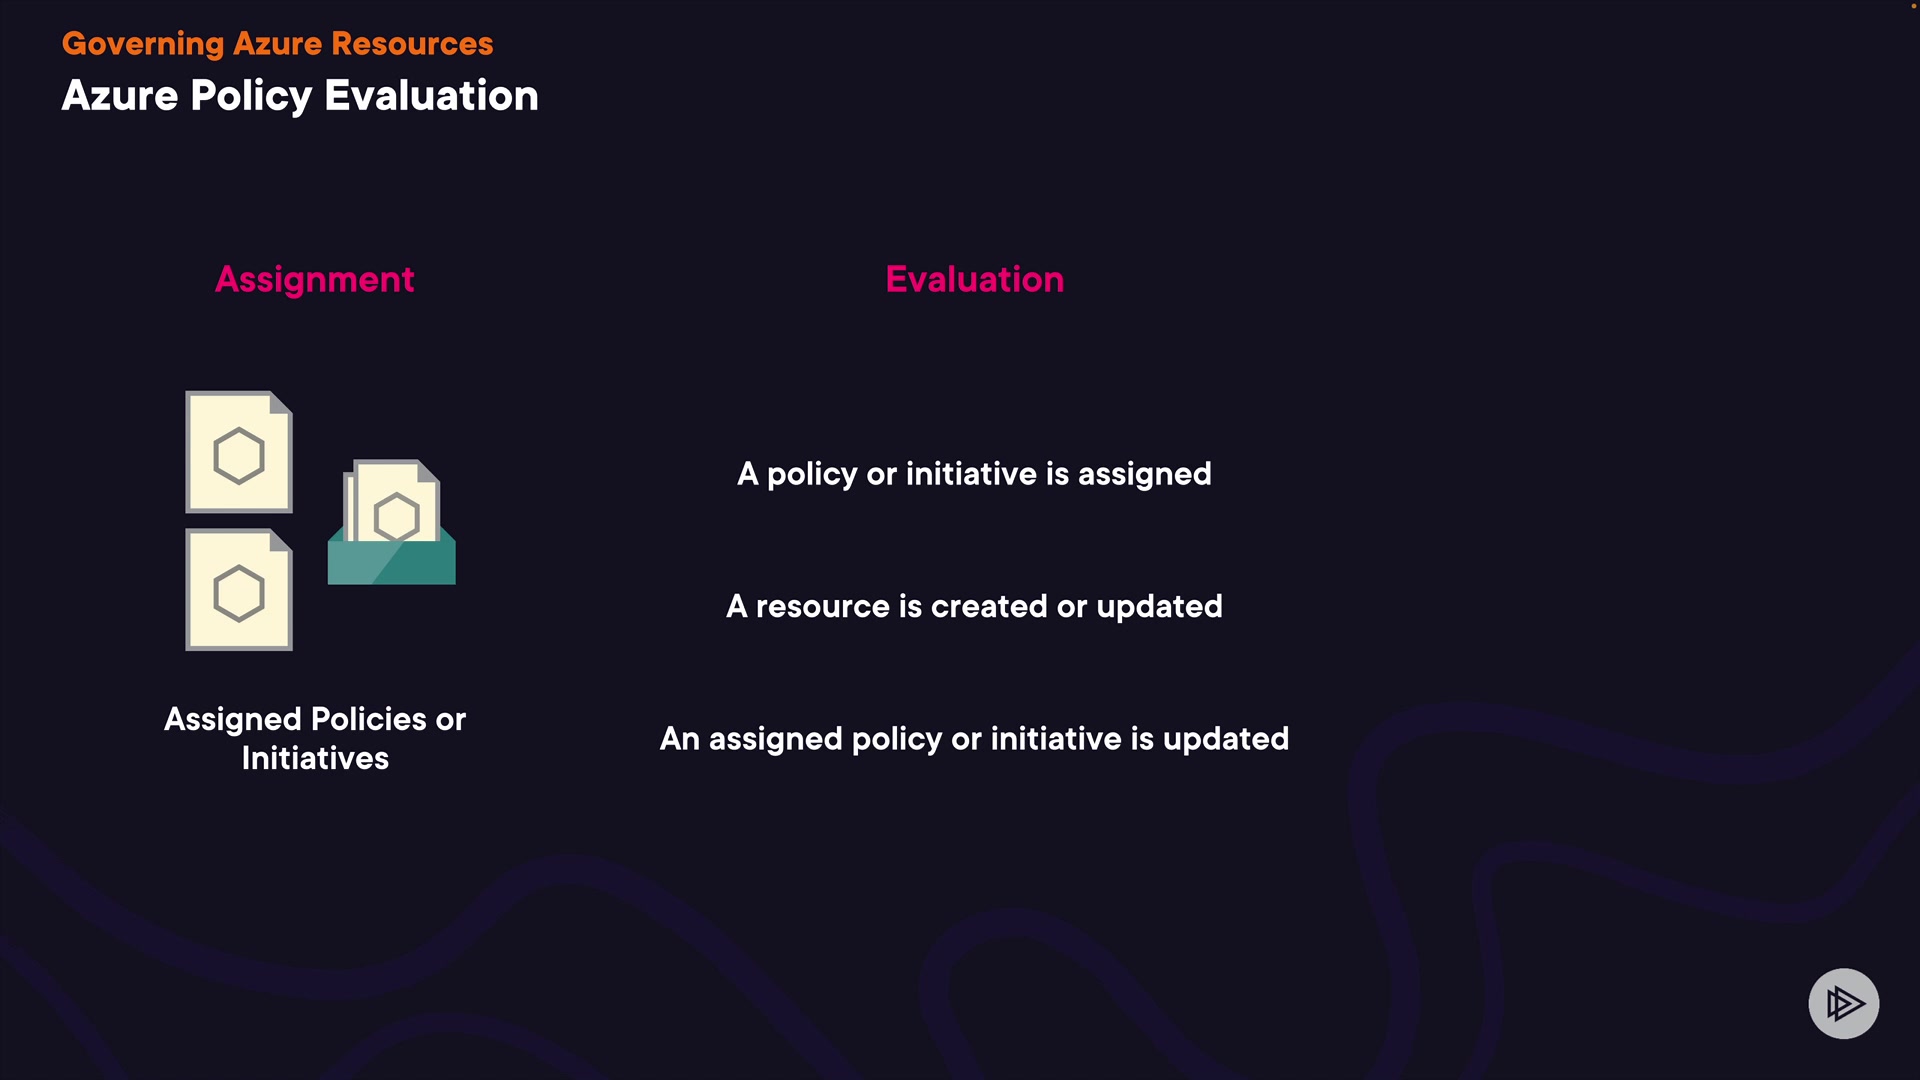 Governing Azure Resources
Azure Policy Evaluation
Assignment
Assigned Policies or
Initiatives
Evaluation
A policy or initiative is assigned
A resource is created or updated
An assigned policy or initiative is updated